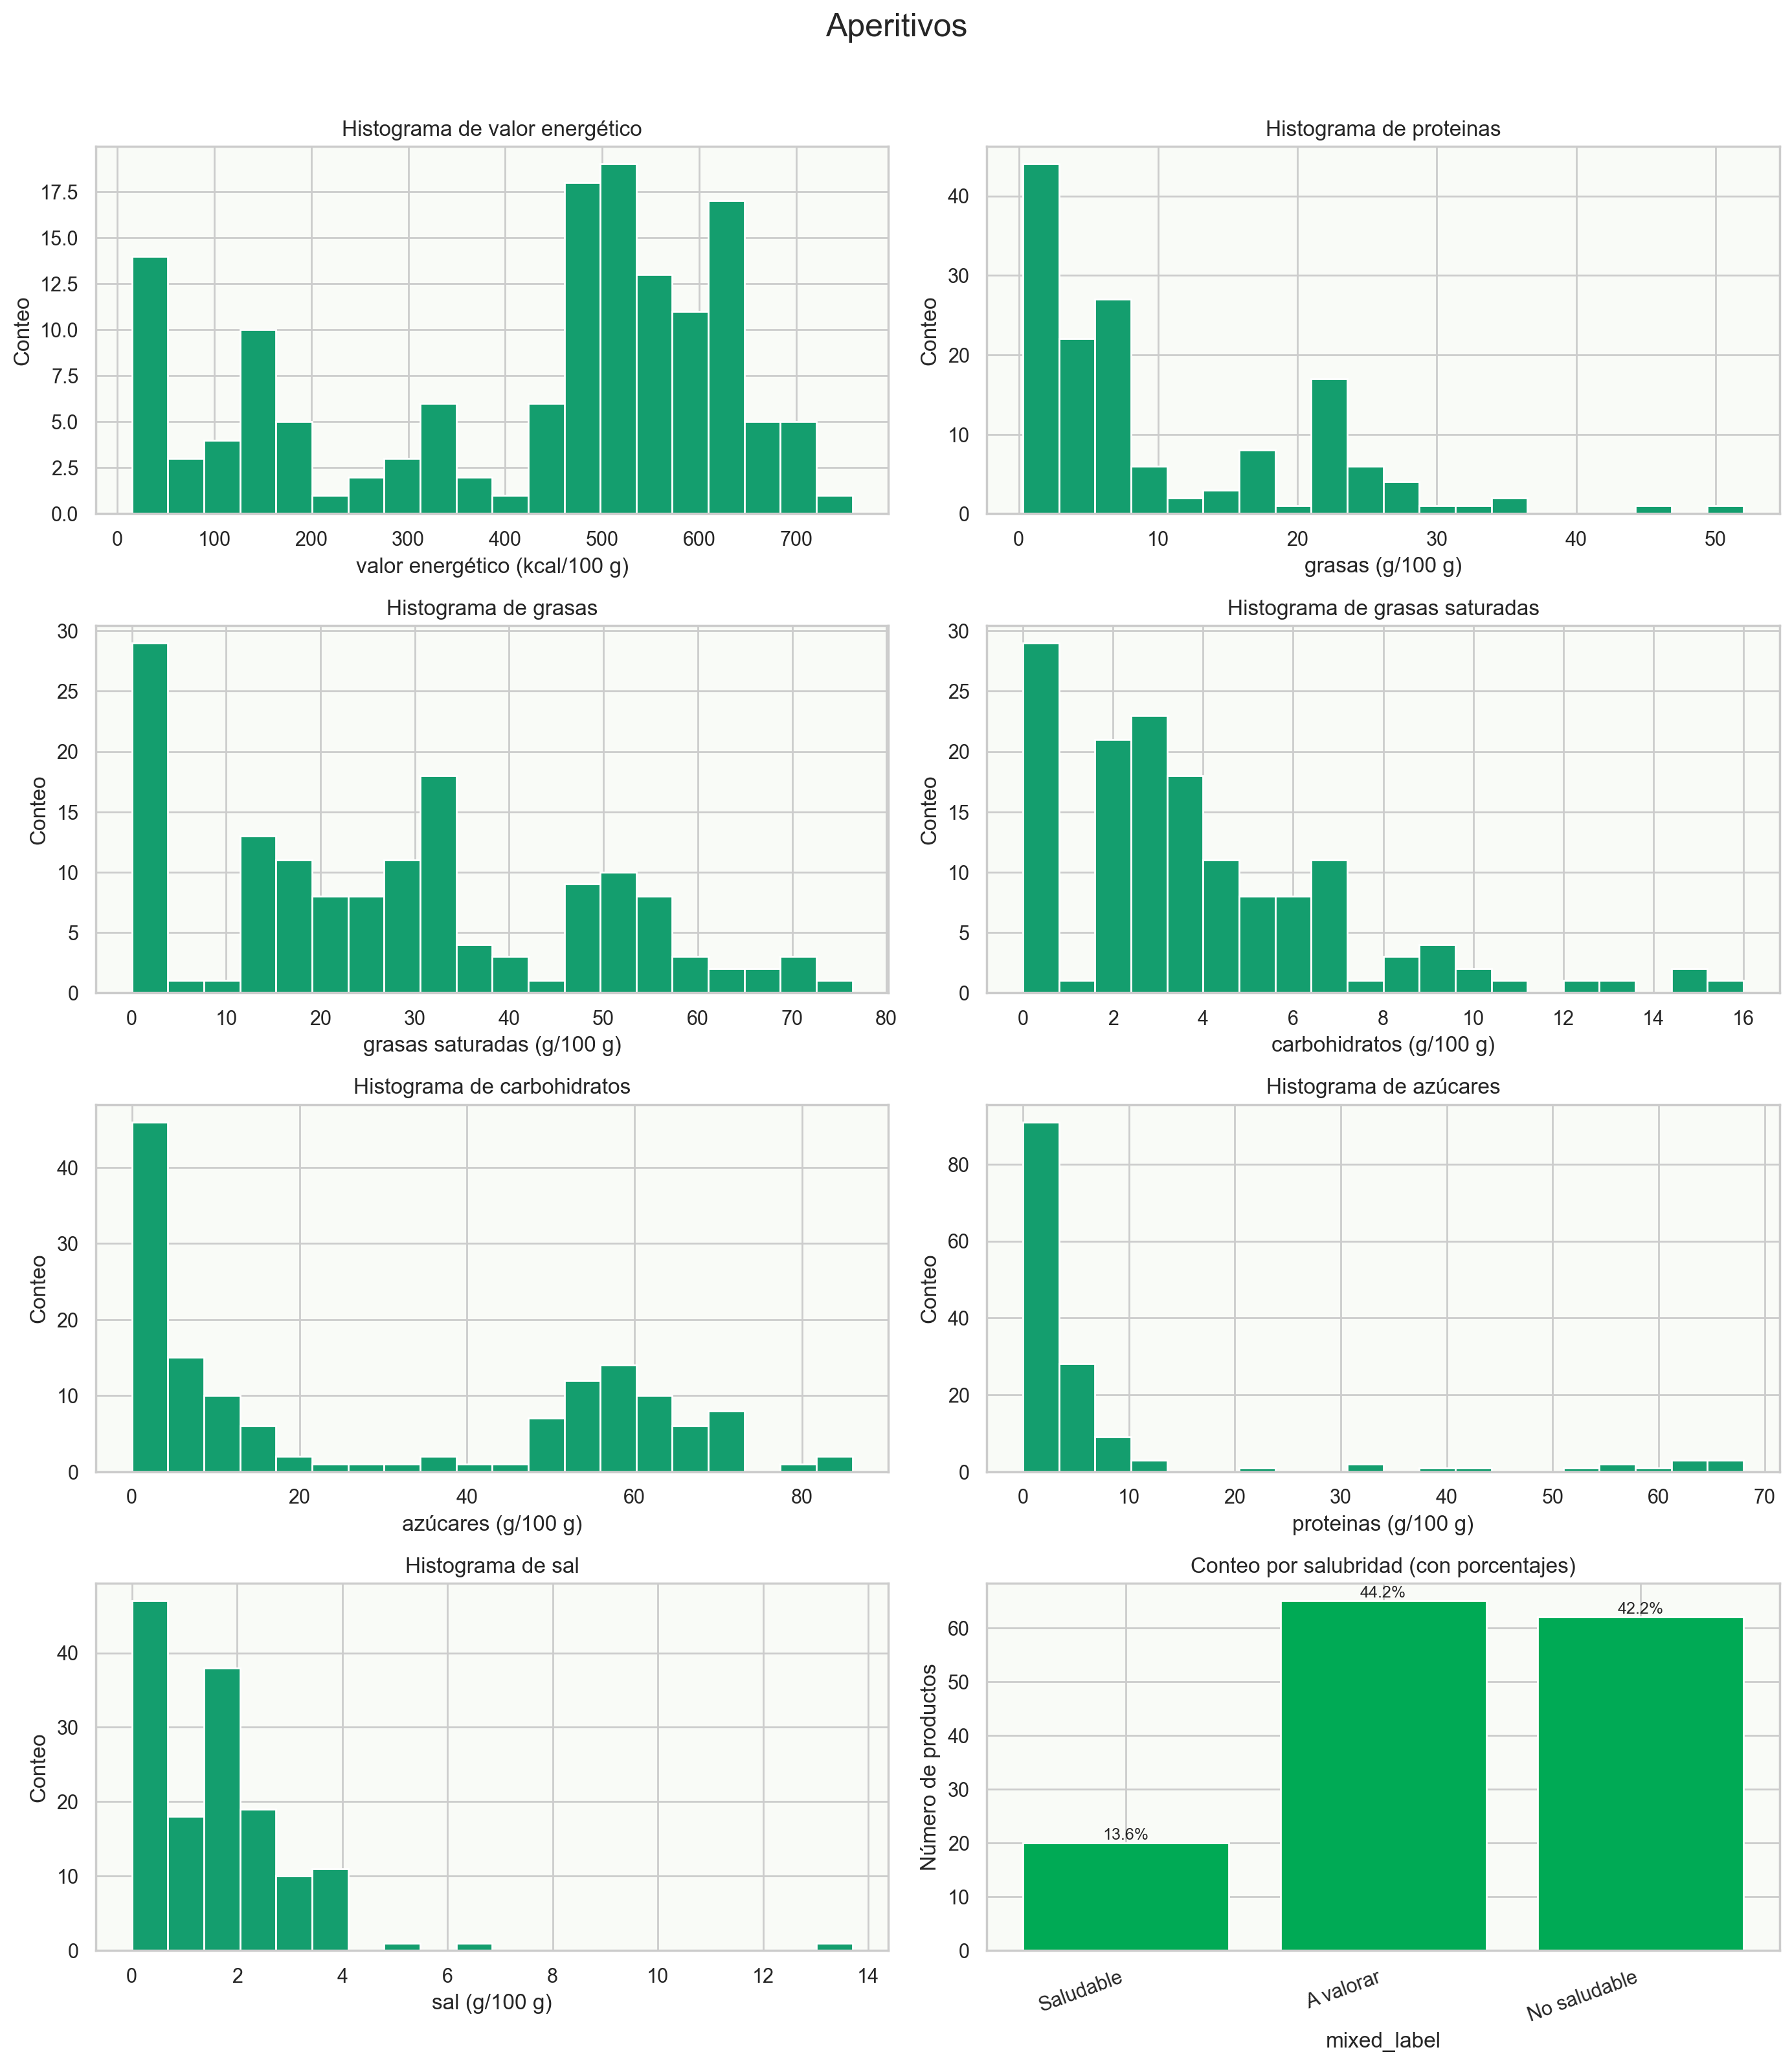 Aperitivos
Histograma de valor energético
Conteo
17.5
15.0
12.5
10.0
7.5
5.0
2.5
0.0
0 100 200 300 400 500 600 700
valor energético (kcal/100 g)
Histograma de proteinas
Conteo
40
30
20
10
0
0 10 20 30 40 50
grasas (g/100 g)
Histograma de grasas
Conteo
30
25
20
15
10
5
0
0 10 20 30 40 50 60 70 80
grasas saturadas (g/100 g)
Histograma de grasas saturadas
Conteo
30
25
20
15
10
5
0
0 2 4 6 8 10 12 14 16
carbohidratos (g/100 g)
Histograma de carbohidratos
Conteo
40
30
20
10
0
0 20 40 60 80
azúcares (g/100 g)
Histograma de azúcares
Conteo
80
60
40
20
0
0 10 20 30 40 50 60 70
proteinas (g/100 g)
Histograma de sal
Conteo
40
30
20
10
0
0 2 4 6 8 10 12 14
sal (g/100 g)
Conteo por salubridad (con porcentajes)
Número de productos
60
50
40
30
20
10
0
13.6%
44.2%
42.2%
Saludable
A valorar
No saludable
mixed_label